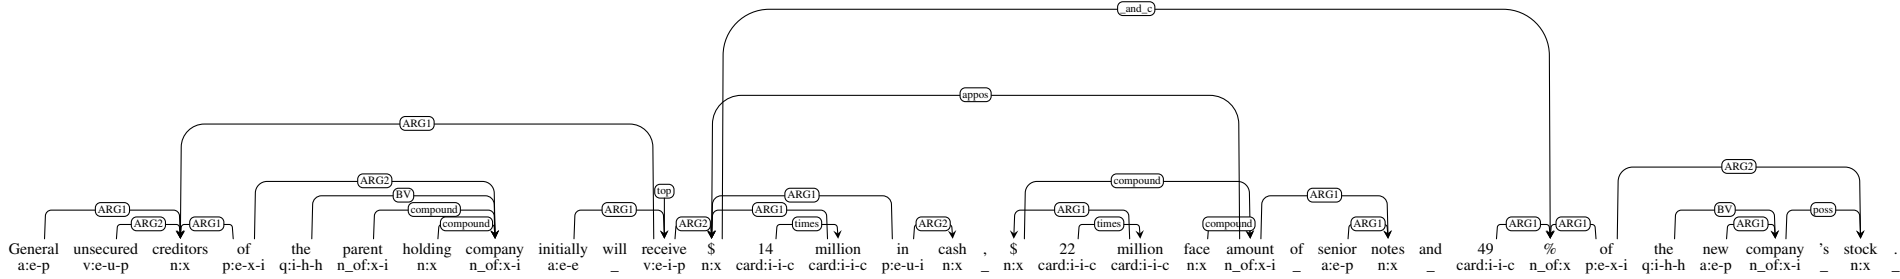 _and_c
appos
ARG1
ARG2
ARG2 BV top compound ARG1 ARG1
compound
ARG1 ARG1 ARG1 ARG1 BV poss
ARG2 ARG1 compound ARG2 times ARG2 times compound ARG1 ARG1 ARG1 ARG1
General unsecured creditors of the parent holding company initially will receive $ 14 million in cash , $ 22 million face amount of senior notes and 49 % of the new company 's stock .
a:e-p v:e-u-p n:x p:e-x-i q:i-h-h n_of:x-i n:x n_of:x-i a:e-e _ v:e-i-p n:x card:i-i-c card:i-i-c p:e-u-i n:x _ n:x card:i-i-c card:i-i-c n:x n_of:x-i _ a:e-p n:x _ card:i-i-c n_of:x p:e-x-i q:i-h-h a:e-p n_of:x-i _ n:x _